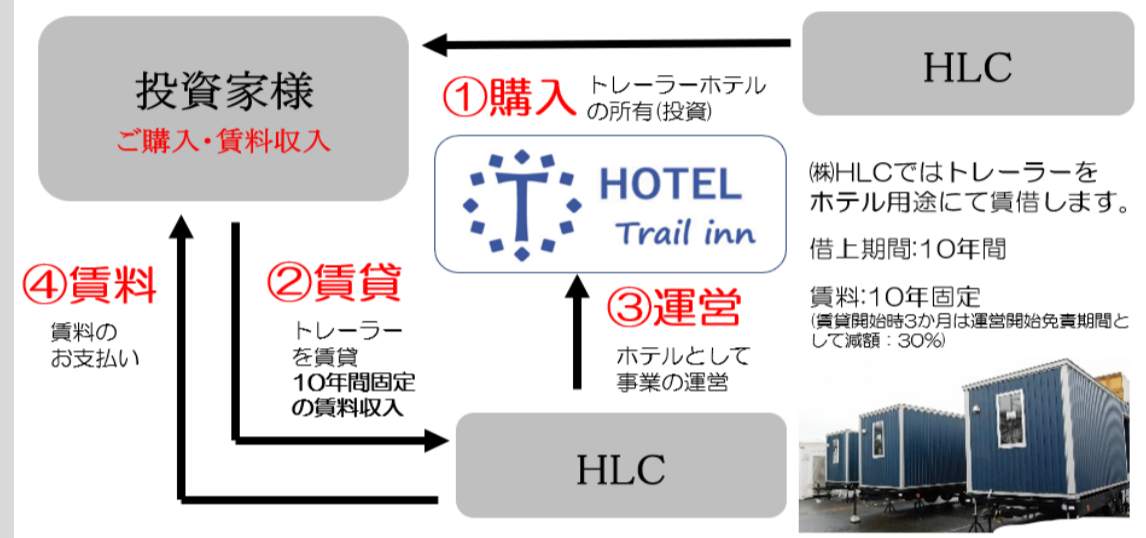 投資家様
ご購入・賃料収入
HLC
①購入
トレーラーホテル
の所有(投資)
T
HOTEL
Trail inn
㈱HLCではトレーラーを
ホテル用途にて賃借します。
借上期間:10年間
賃料:10年固定
(賃貸開始時3か月は運営開始免責期間と
して減額：30%)
④賃料
賃料の
お支払い
②賃貸
トレーラー
を賃貸
10年間固定
の賃料収入
③運営
ホテルとして
事業の運営
HLC